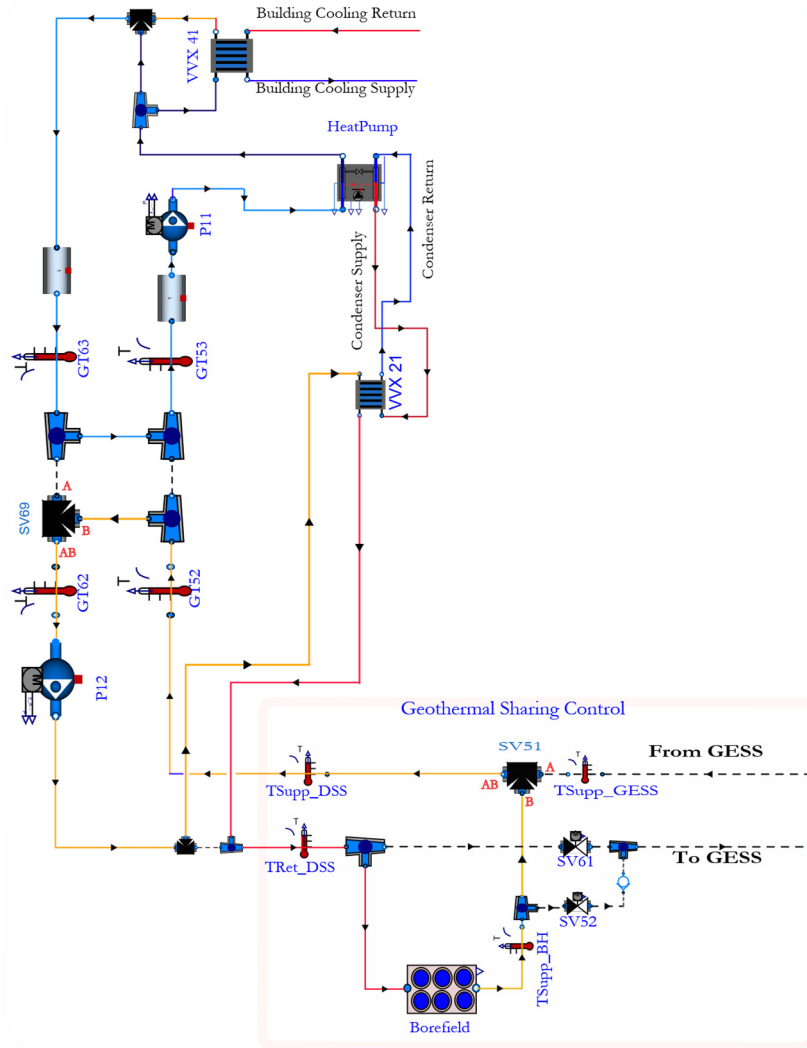 Building Cooling Return
VVX 41
Building Cooling Supply
HeatPump
P11
Condenser Supply
Condenser Return
GT63
T
GT53
T
VVX 21
A
SV69
B
AB
GT62
T
GT52
T
M
P12
Geothermal Sharing Control
SV51
From GESS
T
T
A
AB
TSupp_DSS
TSupp_GESS
B
T
TRet_DSS
SV61
To GESS
SV52
T
TSupp_BH
Borefield